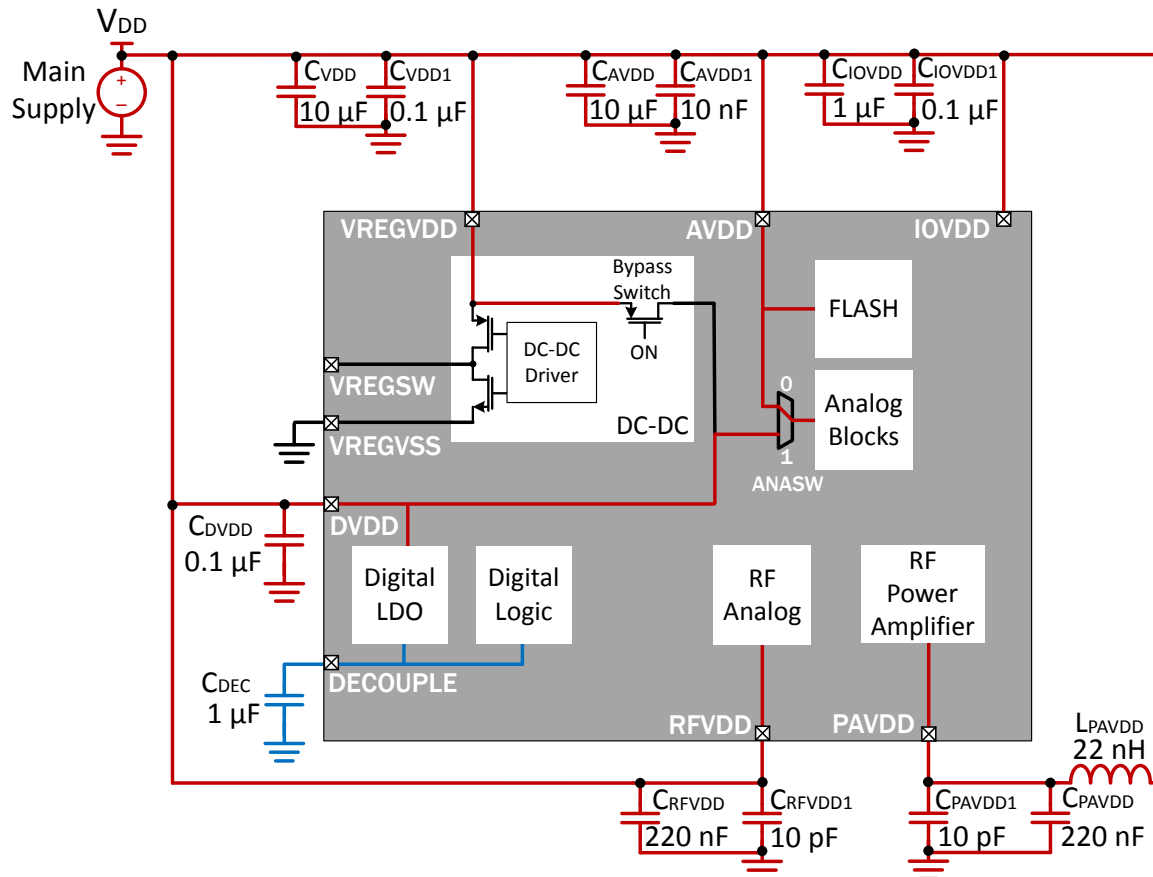 VDD
Main
Supply
+
−
CVDD
10 µF
CVDD1
0.1 µF
CAVDD
10 µF
CAVDD1
10 nF
CIOVDD
1 µF
CIOVDD1
0.1 µF
VREGVDD
AVDD
IOVDD
Bypass
Switch
ON
DC-DC
Driver
DC-DC
VREGSW
VREGVSS
FLASH
0
Analog
Blocks
1
ANASW
CDVDD
0.1 µF
DVDD
Digital
LDO
Digital
Logic
RF
Analog
RF
Power
Amplifier
CDEC
1 µF
DECOUPLE
RFVDD
PAVDD
LPAVDD
22 nH
CRFVDD
220 nF
CRFVDD1
10 pF
CPAVDD1
10 pF
CPAVDD
220 nF